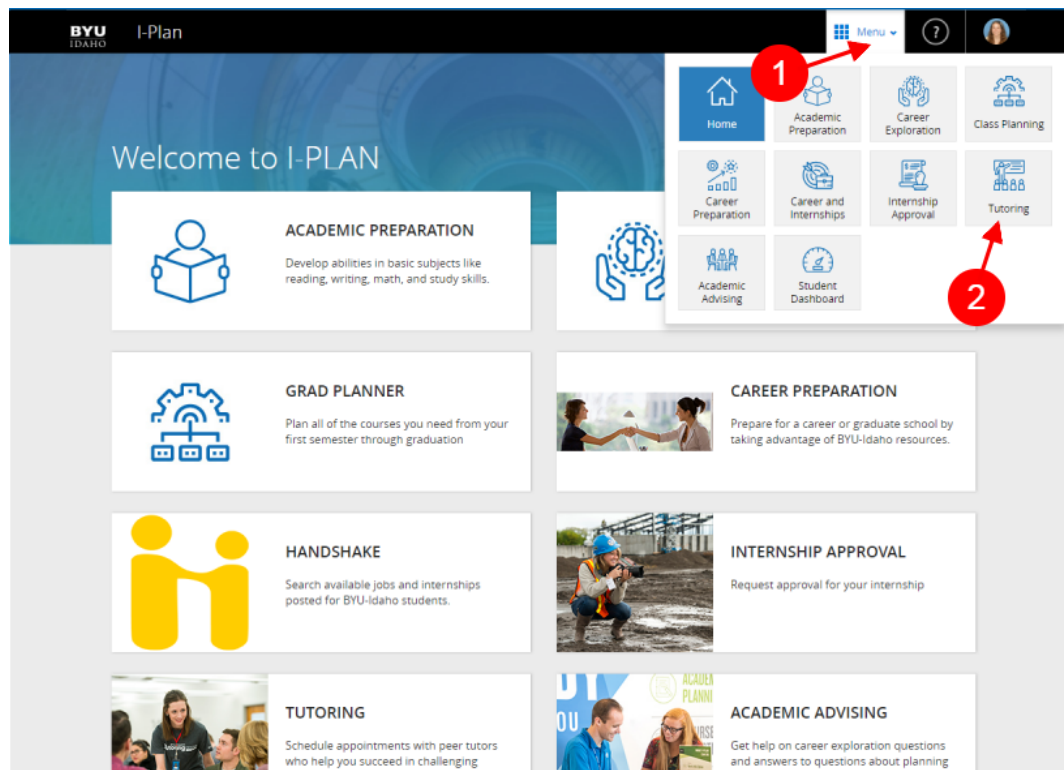 BYU
IDAHO
I-Plan
Menu
?
1
Home
Academic
Preparation
Career
Exploration
Class Planning
Career
Preparation
Career and
Internships
Internship
Approval
Tutoring
Academic
Advising
Student
Dashboard
2
Welcome to I-PLAN
ACADEMIC PREPARATION
Develop abilities in basic subjects like
reading, writing, math, and study skills.
GRAD PLANNER
Plan all of the courses you need from your
first semester through graduation
CAREER PREPARATION
Prepare for a career or graduate school by
taking advantage of BYU-Idaho resources.
HANDSHAKE
Search available jobs and internships
posted for BYU-Idaho students.
INTERNSHIP APPROVAL
Request approval for your internship
TUTORING
Schedule appointments with peer tutors
who help you succeed in challenging
ACADEMIC ADVISING
Get help on career exploration questions
and answers to questions about planning